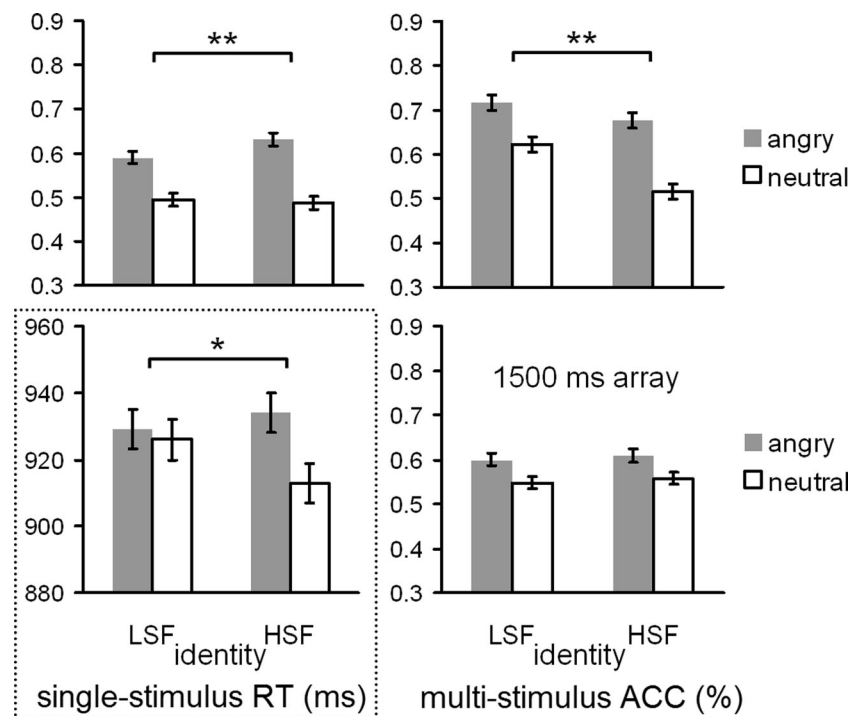 0.9
0.8
0.7
0.6
0.5
0.4
0.3
**
0.9
0.8
0.7
0.6
0.5
0.4
0.3
**
angry
neutral
960
940
920
900
880
*
LSF HSF
identity
single-stimulus RT (ms)
0.9
0.8
0.7
0.6
0.5
0.4
0.3
1500 ms array
angry
neutral
LSF HSF
identity
multi-stimulus ACC (%)